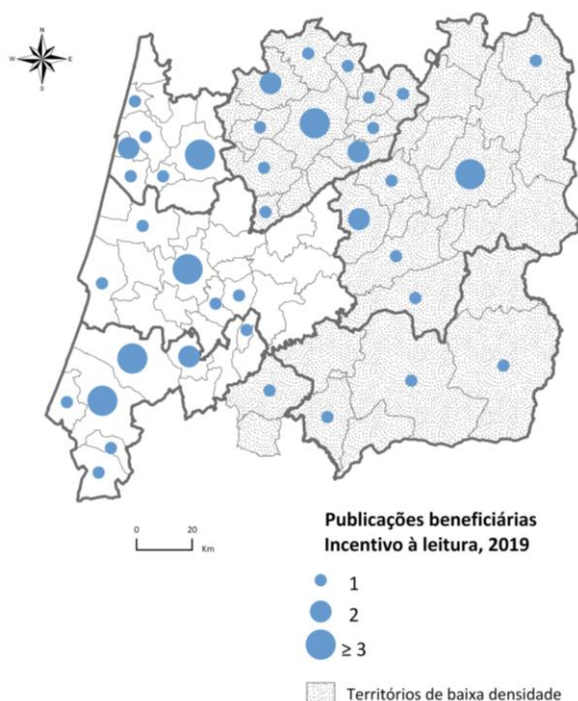 N
W E
S
0 20
Km
Publicações beneficiárias
Incentivo à leitura, 2019
1
2
≥ 3
Territórios de baixa densidade